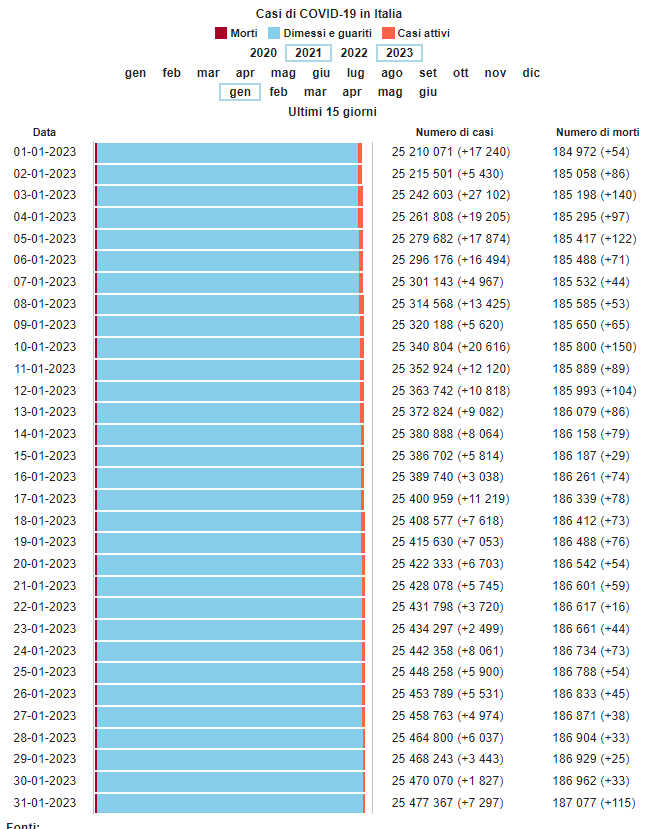 Casi di COVID-19 in Italia
Morti Dimessi e guariti Casi attivi
2020 2021 2022 2023
gen feb mar apr mag giu lug ago set ott nov dic
gen feb mar apr mag giu
Ultimi 15 giorni
Data Numero di casi Numero di morti
01-01-2023 25 210 071 (+17 240) 184 972 (+54)
02-01-2023 25 215 501 (+5 430) 185 058 (+86)
03-01-2023 25 242 603 (+27 102) 185 198 (+140)
04-01-2023 25 261 808 (+19 205) 185 295 (+97)
05-01-2023 25 279 682 (+17 874) 185 417 (+122)
06-01-2023 25 296 176 (+16 494) 185 488 (+71)
07-01-2023 25 301 143 (+4 967) 185 532 (+44)
08-01-2023 25 314 568 (+13 425) 185 585 (+53)
09-01-2023 25 320 188 (+5 620) 185 650 (+65)
10-01-2023 25 340 804 (+20 616) 185 800 (+150)
11-01-2023 25 352 924 (+12 120) 185 889 (+89)
12-01-2023 25 363 742 (+10 818) 185 993 (+104)
13-01-2023 25 372 824 (+9 082) 186 079 (+86)
14-01-2023 25 380 888 (+8 064) 186 158 (+79)
15-01-2023 25 386 702 (+5 814) 186 187 (+29)
16-01-2023 25 389 740 (+3 038) 186 261 (+74)
17-01-2023 25 400 959 (+11 219) 186 339 (+78)
18-01-2023 25 408 577 (+7 618) 186 412 (+73)
19-01-2023 25 415 630 (+7 053) 186 488 (+76)
20-01-2023 25 422 333 (+6 703) 186 542 (+54)
21-01-2023 25 428 078 (+5 745) 186 601 (+59)
22-01-2023 25 431 798 (+3 720) 186 617 (+16)
23-01-2023 25 434 297 (+2 499) 186 661 (+44)
24-01-2023 25 442 358 (+8 061) 186 734 (+73)
25-01-2023 25 448 258 (+5 900) 186 788 (+54)
26-01-2023 25 453 789 (+5 531) 186 833 (+45)
27-01-2023 25 458 763 (+4 974) 186 871 (+38)
28-01-2023 25 464 800 (+6 037) 186 904 (+33)
29-01-2023 25 468 243 (+3 443) 186 929 (+25)
30-01-2023 25 470 070 (+1 827) 186 962 (+33)
31-01-2023 25 477 367 (+7 297) 187 077 (+115)
Fonti: